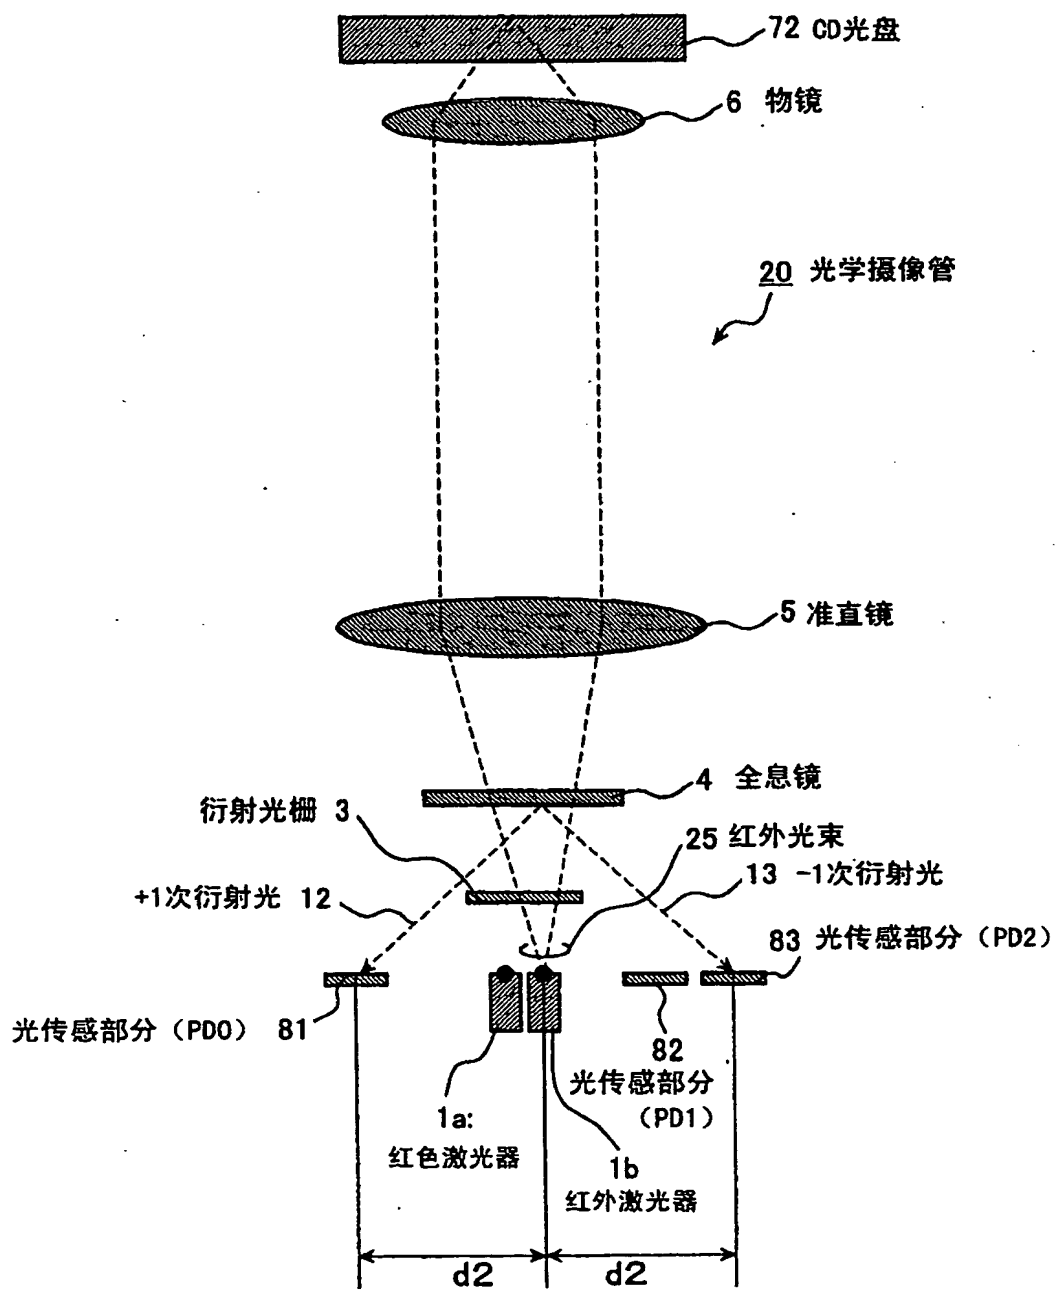 72 CD光盘
6 物镜
20 光学摄像管
5 准直镜
4 全息镜
衍射光栅 3
25 红外光束
+1次衍射光 12
13 -1次衍射光
83 光传感部分（PD2）
光传感部分（PD0） 81
82
光传感部分
（PD1）
1a:
红色激光器
1b
红外激光器
d2
d2